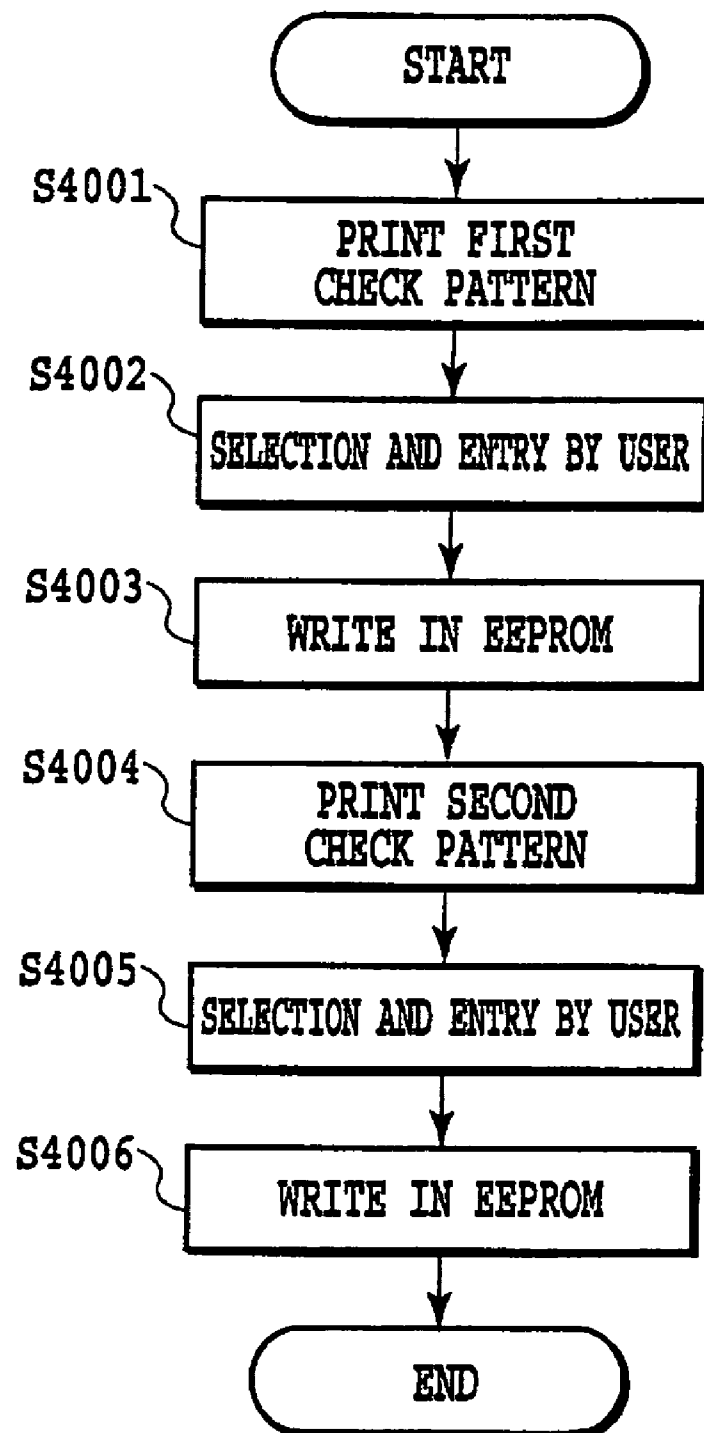 START
S4001
PRINT FIRST
CHECK PATTERN
S4002
SELECTION AND ENTRY BY USER
S4003
WRITE IN EEPROM
S4004
PRINT SECOND
CHECK PATTERN
S4005
SELECTION AND ENTRY BY USER
S4006
WRITE IN EEPROM
END